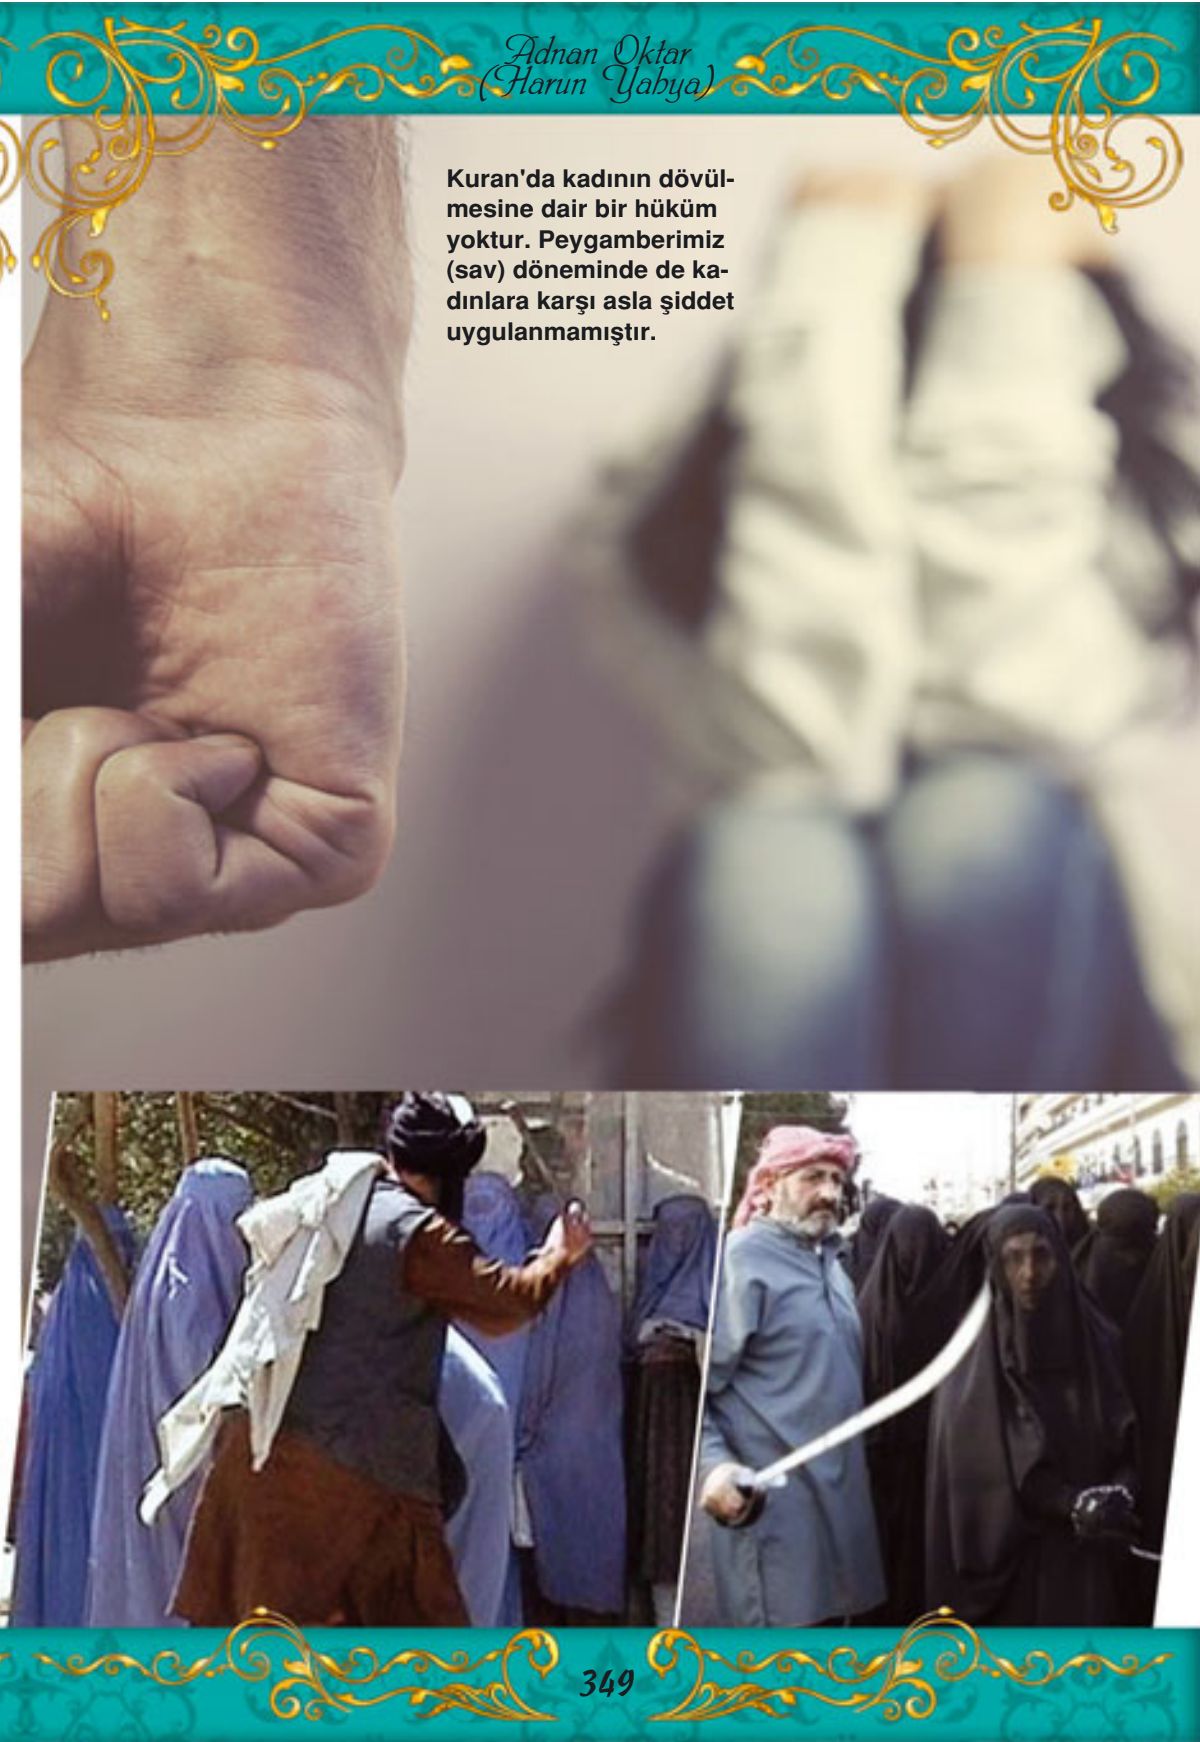 Adnan Oktar
(Harun Yahya)
Kuran'da kadının dövül-
mesine dair bir hüküm
yoktur. Peygamberimiz
(sav) döneminde de ka-
dınlara karşı asla şiddet
uygulanmamıştır.
349